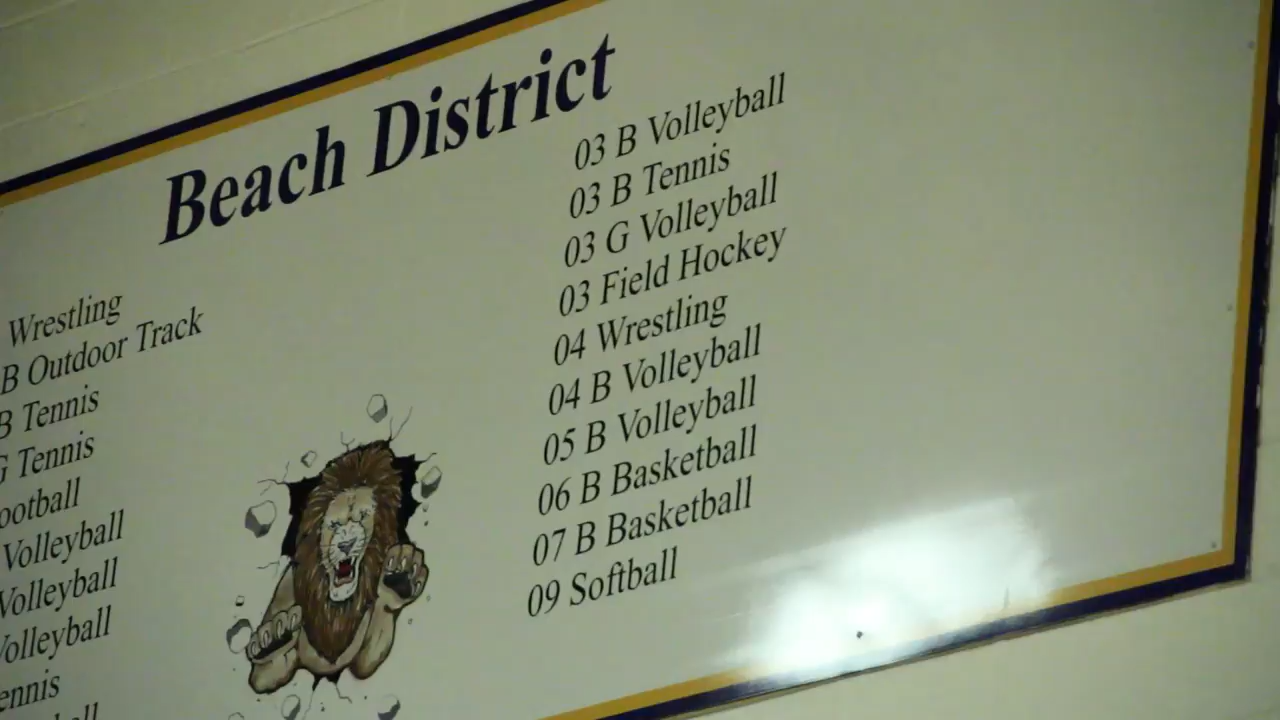 Beach District
Wrestling
B Outdoor Track
B Tennis
G Tennis
ootball
Volleyball
Volleyball
Volleyball
ennis
03 B Volleyball
03 B Tennis
03 G Volleyball
03 Field Hockey
04 Wrestling
04 B Volleyball
05 B Volleyball
06 B Basketball
07 B Basketball
09 Softball